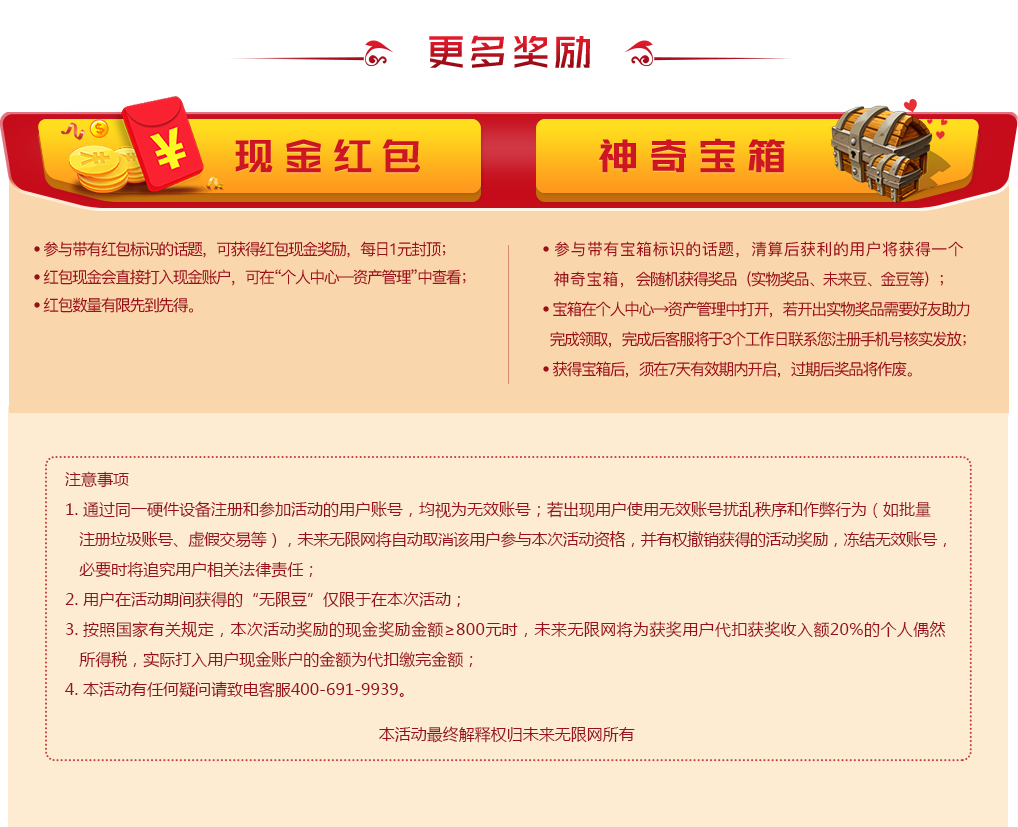 更多奖励
现金红包
神奇宝箱
• 参与带有红包标识的话题，可获得红包现金奖励，每日1元封顶；
• 红包现金会直接打入现金账户，可在“个人中心—资产管理”中查看；
• 红包数量有限先到先得。
• 参与带有宝箱标识的话题，清算后获利的用户将获得一个
神奇宝箱，会随机获得奖品（实物奖品、未来豆、金豆等）；
• 宝箱在个人中心→资产管理中打开，若开出实物奖品需要好友助力
完成领取，完成后客服将于3个工作日联系您注册手机号核实发放；
• 获得宝箱后，须在7天有效期内开启，过期后奖品将作废。
注意事项
1. 通过同一硬件设备注册和参加活动的用户账号，均视为无效账号；若出现用户使用无效账号扰乱秩序和作弊行为（如批量
注册垃圾账号、虚假交易等），未来无限网将自动取消该用户参与本次活动资格，并有权撤销获得的活动奖励，冻结无效账号，
必要时将追究用户相关法律责任；
2. 用户在活动期间获得的“无限豆”仅限于在本次活动；
3. 按照国家有关规定，本次活动奖励的现金奖励金额≥800元时，未来无限网将为获奖用户代扣获奖收入额20%的个人偶然
所得税，实际打入用户现金账户的金额为代扣缴完金额；
4. 本活动有任何疑问请致电客服400-691-9939。
本活动最终解释权归未来无限网所有